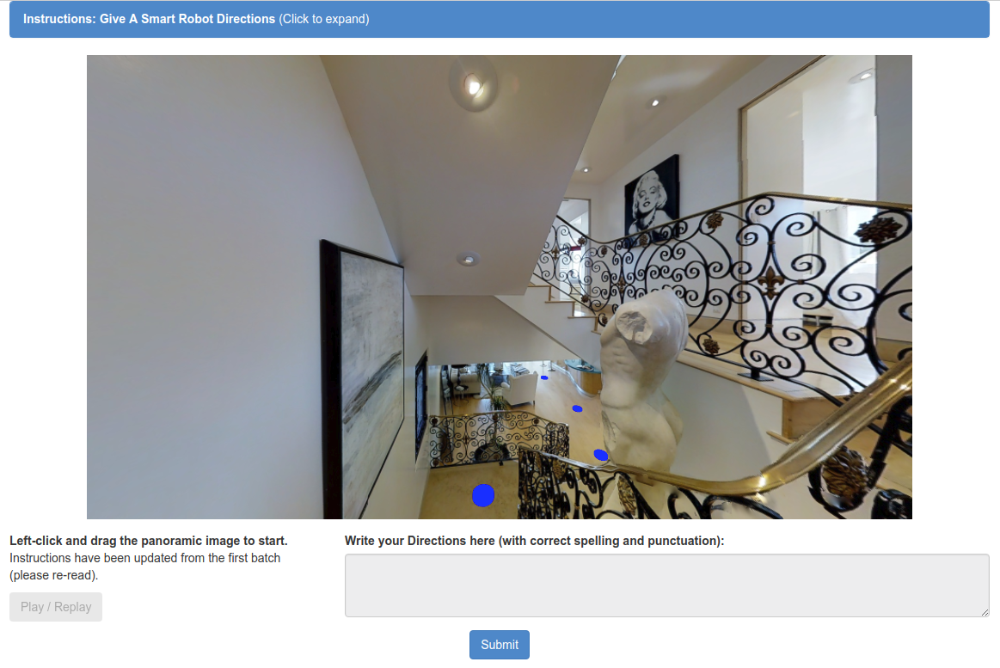 Instructions: Give A Smart Robot Directions (Click to expand)
Left-click and drag the panoramic image to start.
Instructions have been updated from the first batch
(please re-read).
Play / Replay
Write your Directions here (with correct spelling and punctuation):
Submit